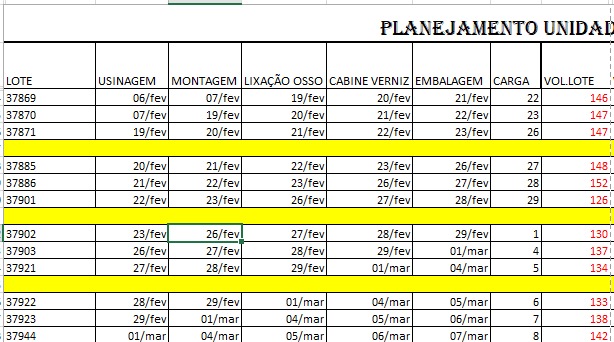 PLANEJAMENTO UNIDAD
LOTE USINAGEM MONTAGEM LIXAÇÃO OSSO CABINE VERNIZ EMBALAGEM CARGA VOL.LOTE
37869 06/fev 07/fev 19/fev 20/fev 21/fev 22 146
37870 07/fev 19/fev 20/fev 21/fev 22/fev 23 147
37871 19/fev 20/fev 21/fev 22/fev 23/fev 26 147
37885 20/fev 21/fev 22/fev 23/fev 26/fev 27 148
37886 21/fev 22/fev 23/fev 26/fev 27/fev 28 152
37901 22/fev 23/fev 26/fev 27/fev 28/fev 29 126
37902 23/fev 26/fev 27/fev 28/fev 29/fev 1 130
37903 26/fev 27/fev 28/fev 29/fev 01/mar 4 137
37921 27/fev 28/fev 29/fev 01/mar 04/mar 5 134
37922 28/fev 29/fev 01/mar 04/mar 05/mar 6 133
37923 29/fev 01/mar 04/mar 05/mar 06/mar 7 138
37944 01/mar 04/mar 05/mar 06/mar 07/mar 8 142